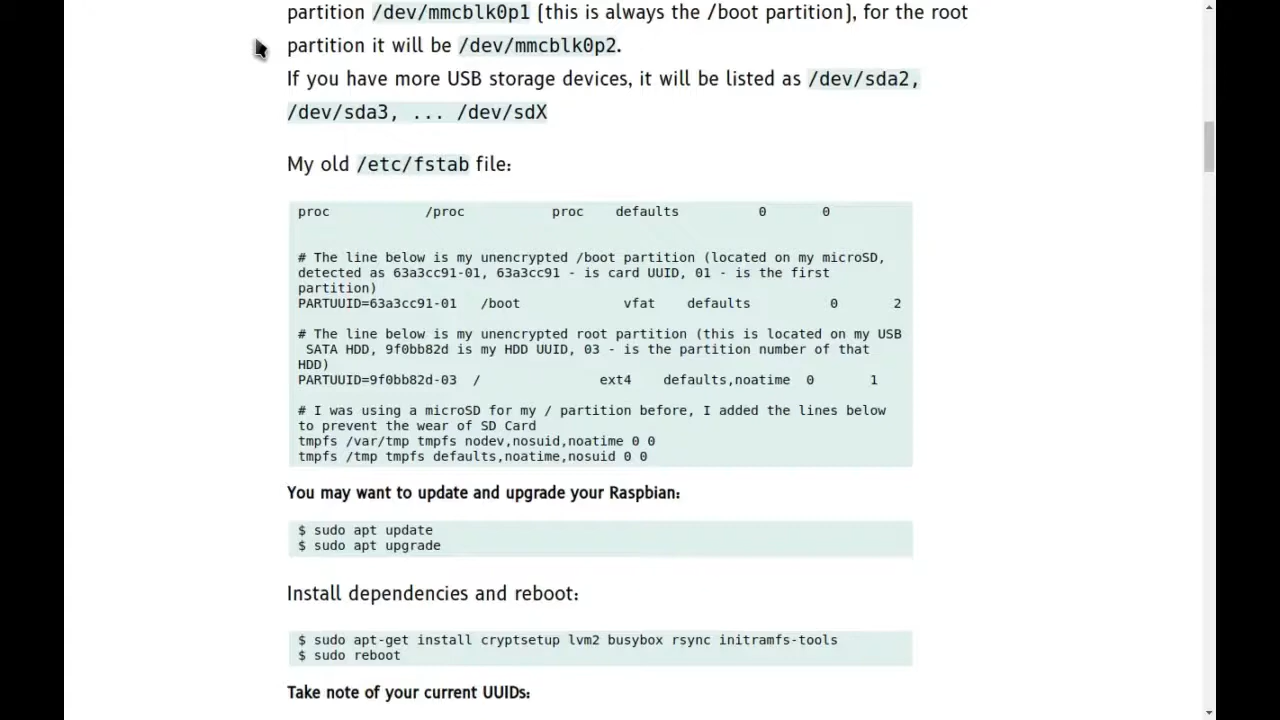 partition /dev/mmcblk0p1 (this is always the /boot partition), for the root
partition it will be /dev/mmcblk0p2.
If you have more USB storage devices, it will be listed as /dev/sda2,
/dev/sda3, ... /dev/sdX
My old /etc/fstab file:
proc /proc proc defaults 0 0
# The line below is my unencrypted /boot partition (located on my microSD,
detected as 63a3cc91-01, 63a3cc91 - is card UUID, 01 - is the first
partition)
PARTUUID=63a3cc91-01 /boot vfat defaults 0 2
# The line below is my unencrypted root partition (this is located on my USB
SATA HDD, 9f0bb82d is my HDD UUID, 03 - is the partition number of that
HDD)
PARTUUID=9f0bb82d-03 / ext4 defaults,noatime 0 1
# I was using a microSD for my / partition before, I added the lines below
to prevent the wear of SD Card
tmpfs /var/tmp tmpfs nodev,nosuid,noatime 0 0
tmpfs /tmp tmpfs defaults,noatime,nosuid 0 0
You may want to update and upgrade your Raspbian:
$ sudo apt update
$ sudo apt upgrade
Install dependencies and reboot:
$ sudo apt-get install cryptsetup lvm2 busybox rsync initramfs-tools
$ sudo reboot
Take note of your current UUIDs: